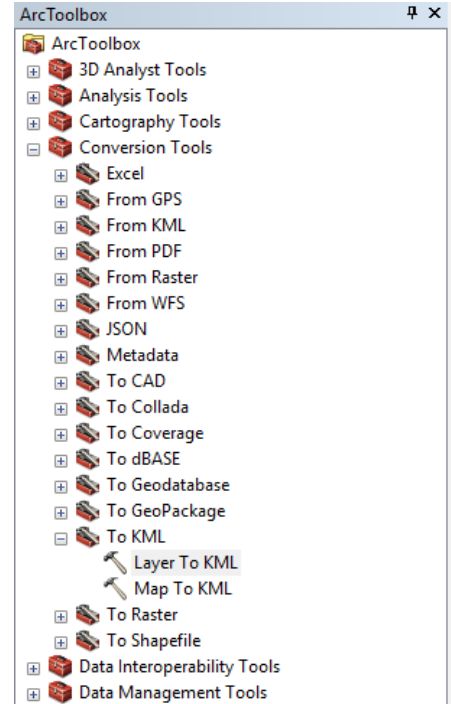 ArcToolbox
ArcToolbox
3D Analyst Tools
Analysis Tools
Cartography Tools
Conversion Tools
Excel
From GPS
From KML
From PDF
From Raster
From WFS
JSON
Metadata
To CAD
To Collada
To Coverage
To dBASE
To Geodatabase
To GeoPackage
To KML
Layer To KML
Map To KML
To Raster
To Shapefile
Data Interoperability Tools
Data Management Tools